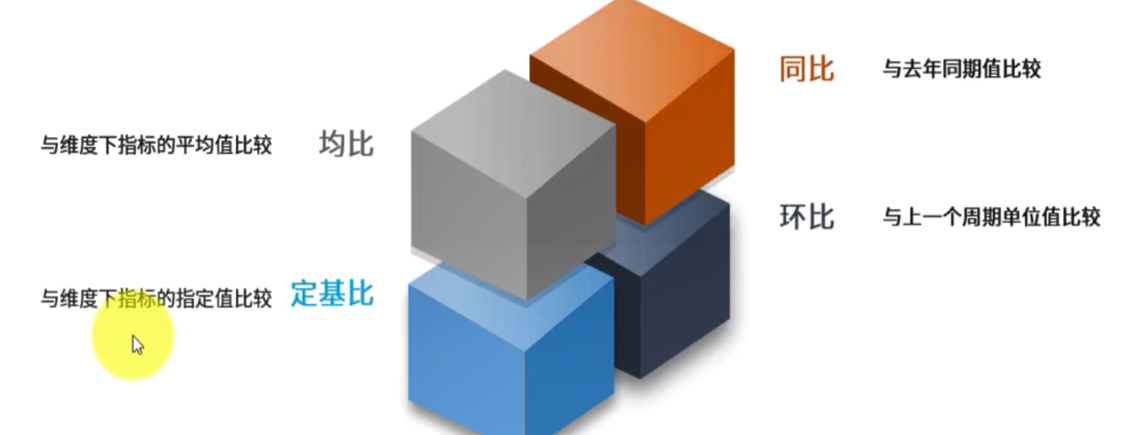 同比 与去年同期值比较
与维度下指标的平均值比较 均比
环比 与上一个周期单位值比较
与维度下指标的指定值比较 定基比